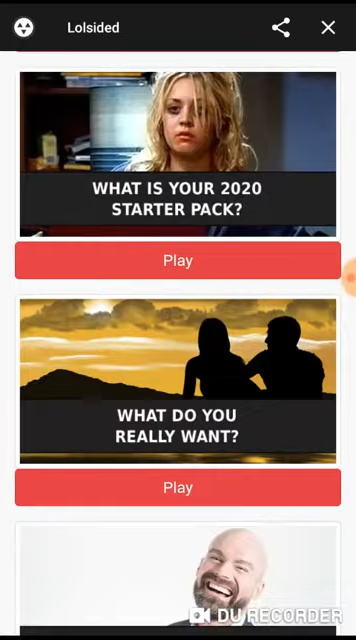 Lolsided
WHAT IS YOUR 2020
STARTER PACK?
Play
WHAT DO YOU
REALLY WANT?
Play
DU RECORDER